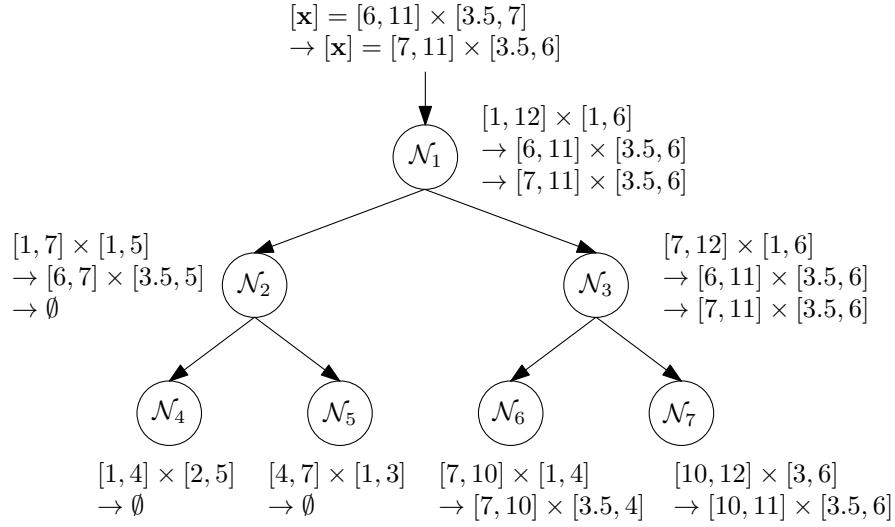 [𝐱] = [6, 11] × [3.5, 7]
→ [𝐱] = [7, 11] × [3.5, 6]
𝒩₁
[1, 12] × [1, 6]
→ [6, 11] × [3.5, 6]
→ [7, 11] × [3.5, 6]
[1, 7] × [1, 5]
→ [6, 7] × [3.5, 5]
→ ∅
𝒩₂
𝒩₃
[7, 12] × [1, 6]
→ [6, 11] × [3.5, 6]
→ [7, 11] × [3.5, 6]
𝒩₄
𝒩₅
𝒩₆
𝒩₇
[1, 4] × [2, 5]
→ ∅
[4, 7] × [1, 3]
→ ∅
[7, 10] × [1, 4]
→ [7, 10] × [3.5, 4]
[10, 12] × [3, 6]
→ [10, 11] × [3.5, 6]